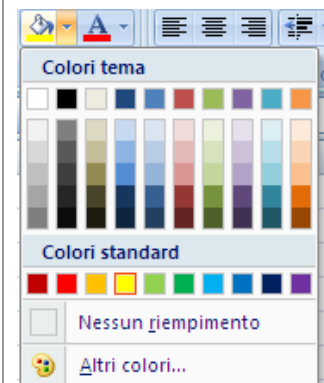 A
Colori tema
Colori standard
Nessun riempimento
Altri colori...